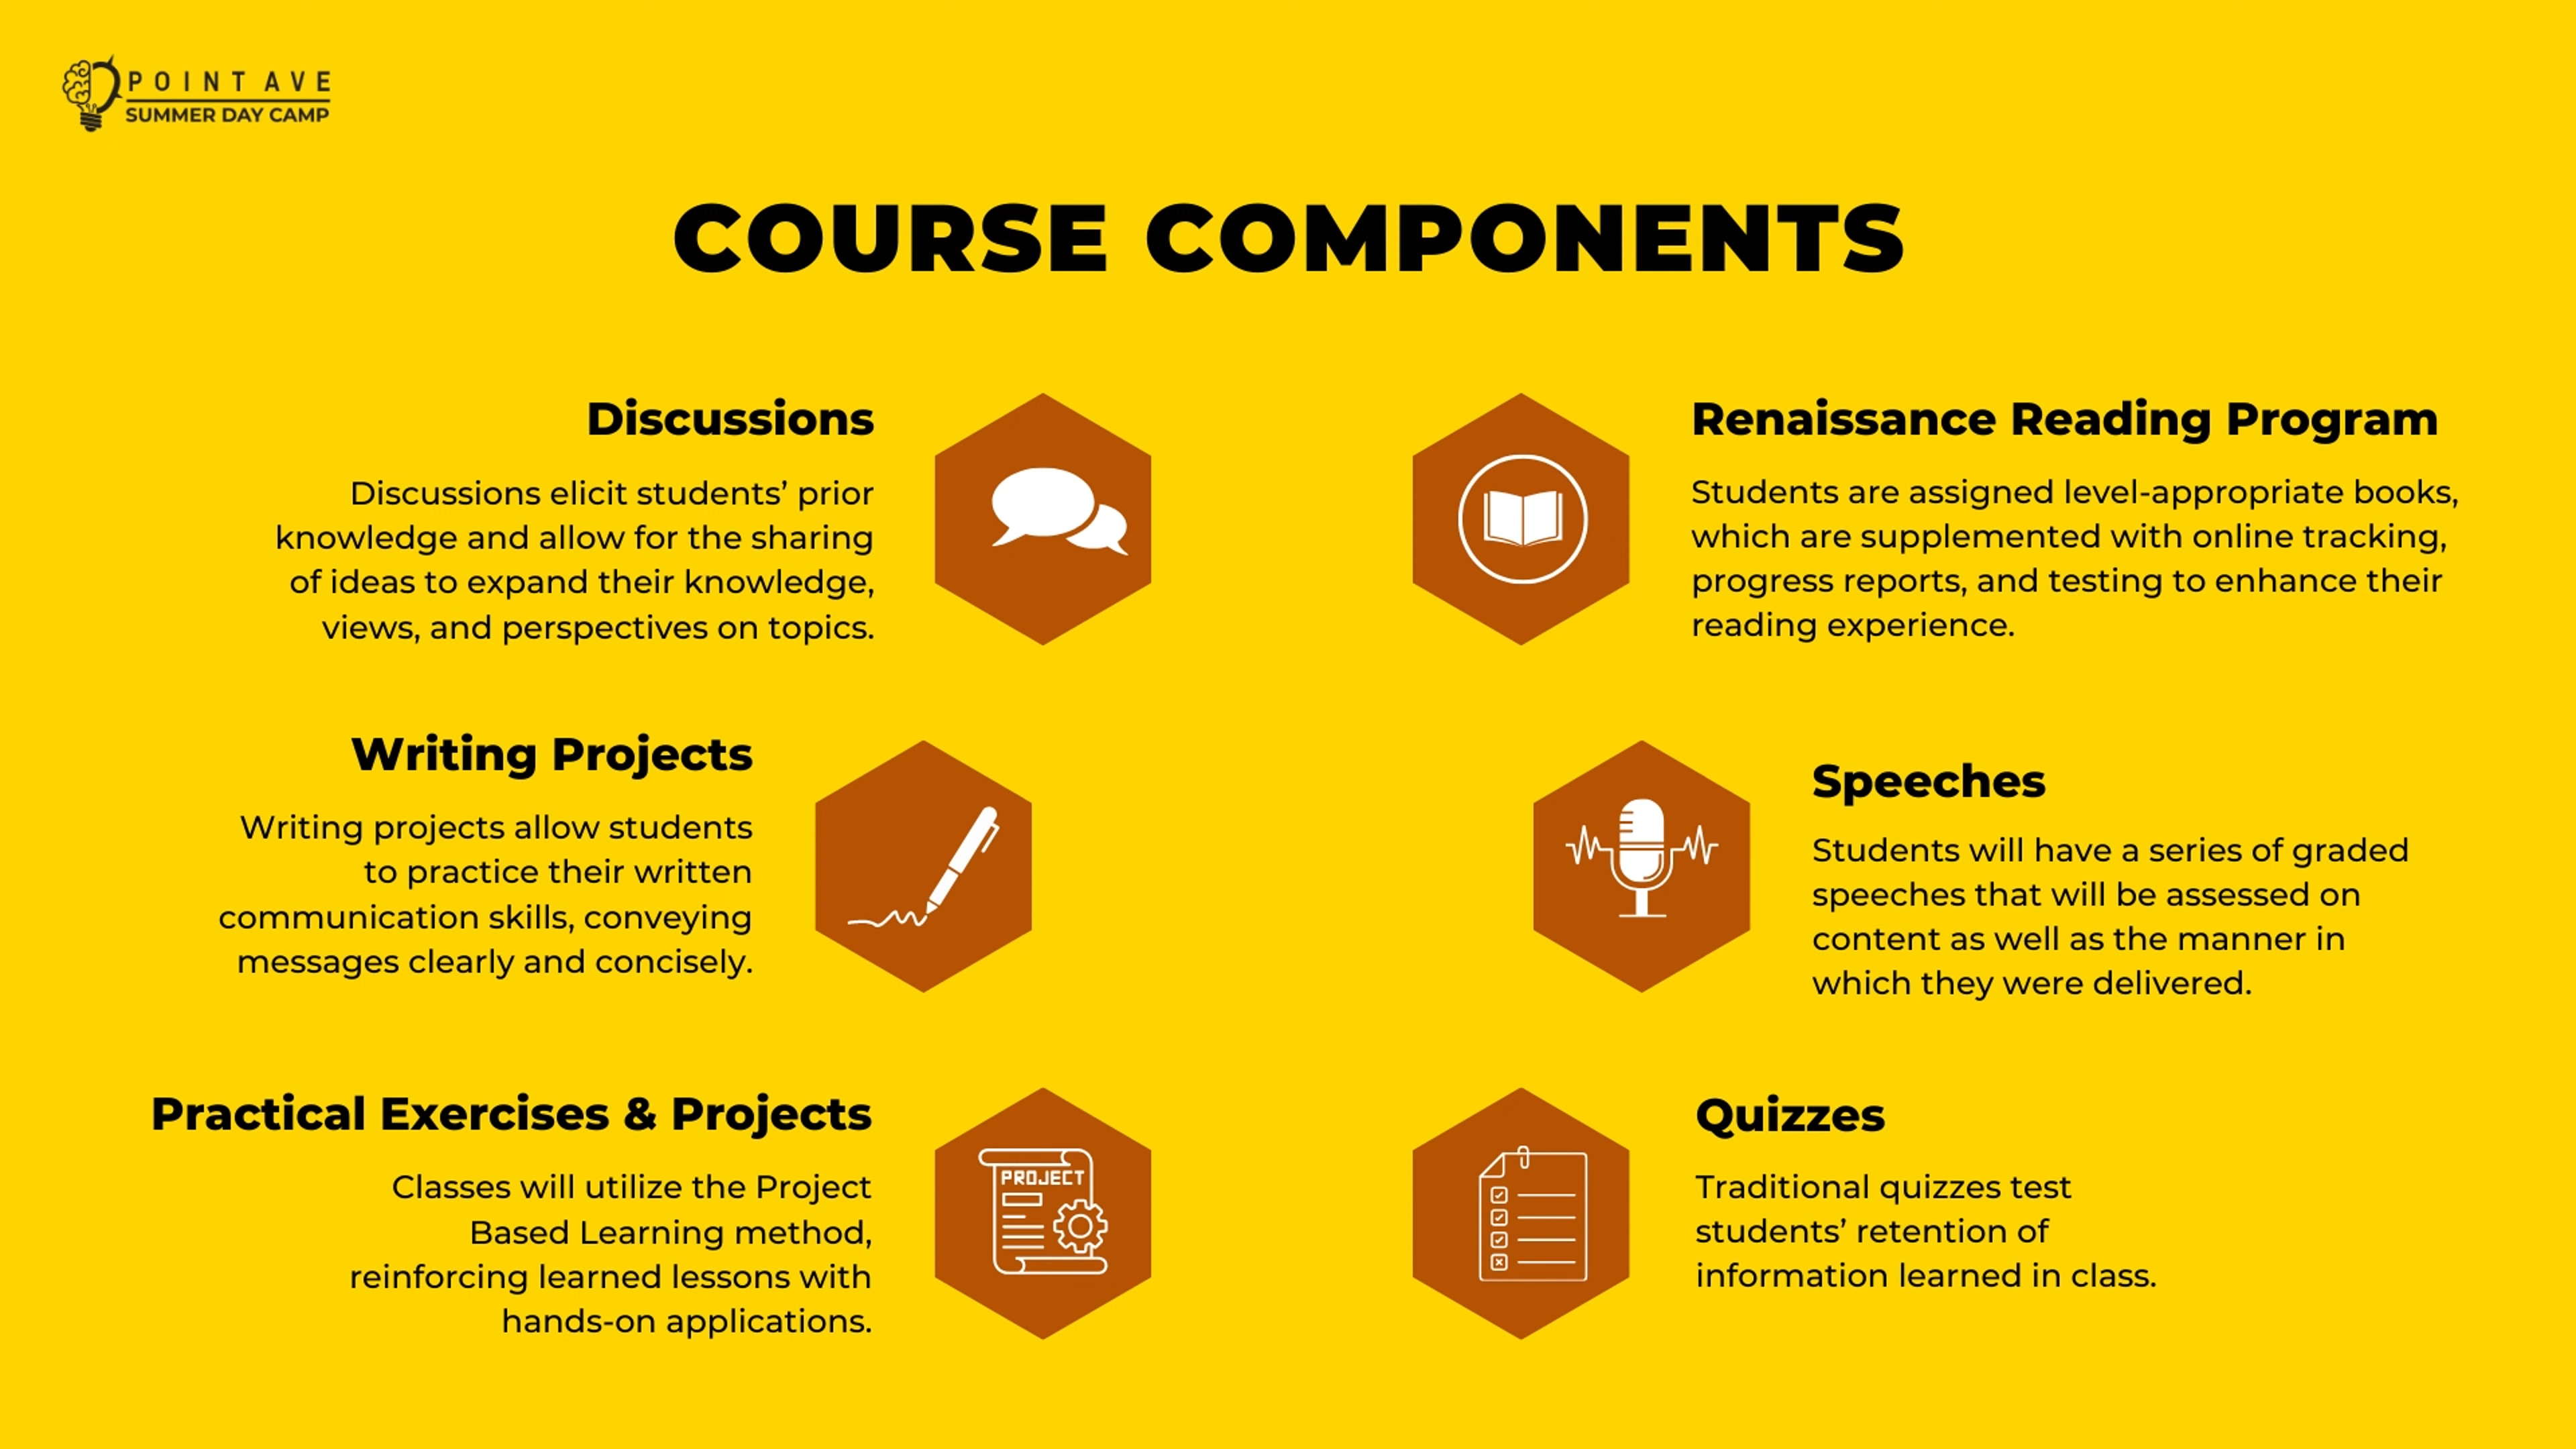 POINT AVE
SUMMER DAY CAMP
COURSE COMPONENTS
Discussions
Discussions elicit students’ prior
knowledge and allow for the sharing
of ideas to expand their knowledge,
views, and perspectives on topics.
Renaissance Reading Program
Students are assigned level-appropriate books,
which are supplemented with online tracking,
progress reports, and testing to enhance their
reading experience.
Writing Projects
Writing projects allow students
to practice their written
communication skills, conveying
messages clearly and concisely.
Speeches
Students will have a series of graded
speeches that will be assessed on
content as well as the manner in
which they were delivered.
Practical Exercises & Projects
Classes will utilize the Project
Based Learning method,
reinforcing learned lessons with
hands-on applications.
PROJECT
Quizzes
Traditional quizzes test
students’ retention of
information learned in class.